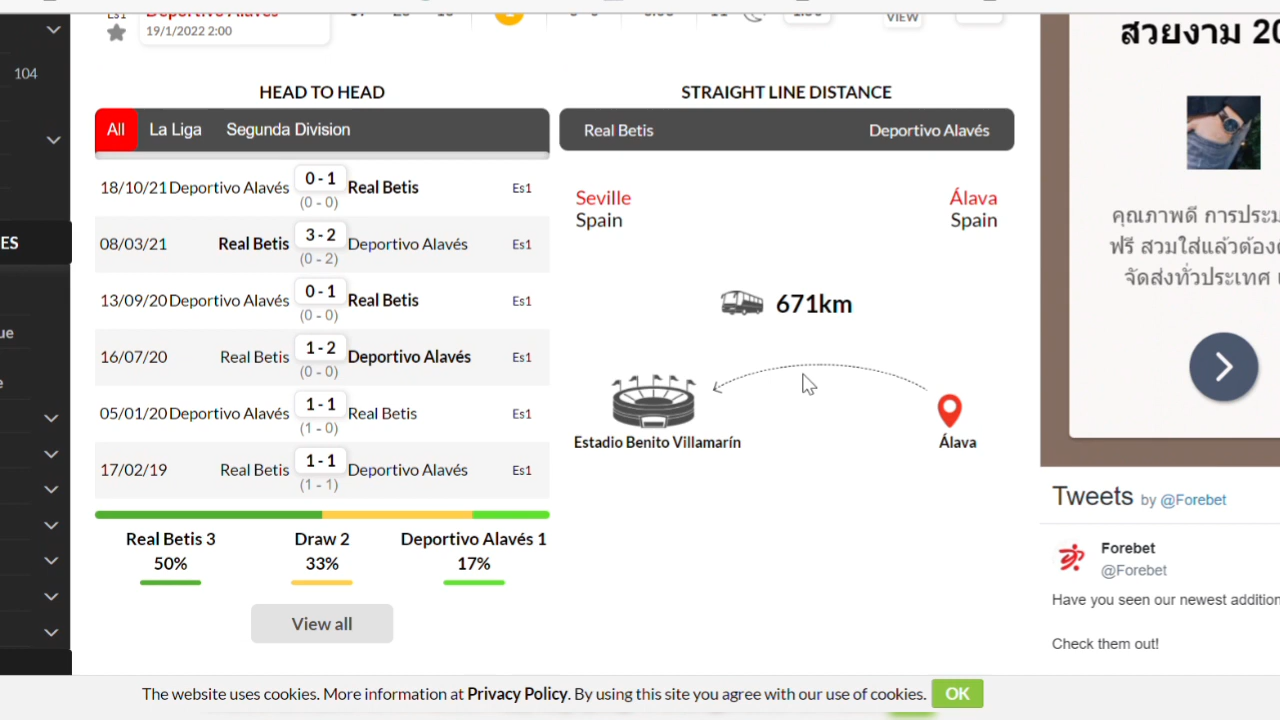 Es1
19/1/2022 2:00
VIEW
104
ES
HEAD TO HEAD
All La Liga Segunda Division
18/10/21 Deportivo Alavés 0 - 1 Real Betis Es1
(0 - 0)
08/03/21 Real Betis 3 - 2 Deportivo Alavés Es1
(0 - 2)
13/09/20 Deportivo Alavés 0 - 1 Real Betis Es1
(0 - 0)
16/07/20 Real Betis 1 - 2 Deportivo Alavés Es1
(0 - 0)
05/01/20 Deportivo Alavés 1 - 1 Real Betis Es1
(1 - 0)
17/02/19 Real Betis 1 - 1 Deportivo Alavés Es1
(1 - 1)
Real Betis 3 Draw 2 Deportivo Alavés 1
50% 33% 17%
View all
STRAIGHT LINE DISTANCE
Real Betis Deportivo Alavés
Seville Álava
Spain Spain
671km
Estadio Benito Villamarín Álava
สวยงาม 20
คุณภาพดี การประม
ฟรี สวมใส่แล้วต้อง
จัดส่งทั่วประเทศ
Tweets by @Forebet
Forebet
@Forebet
Have you seen our newest addition
Check them out!
The website uses cookies. More information at Privacy Policy. By using this site you agree with our use of cookies. OK